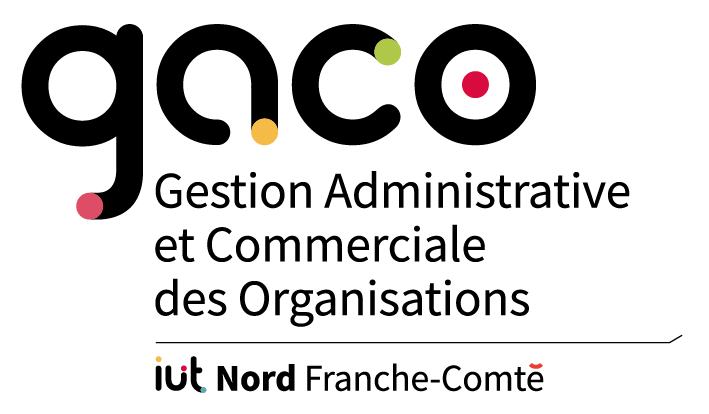 gaco
Gestion Administrative
et Commerciale
des Organisations
iut Nord Franche-Comté